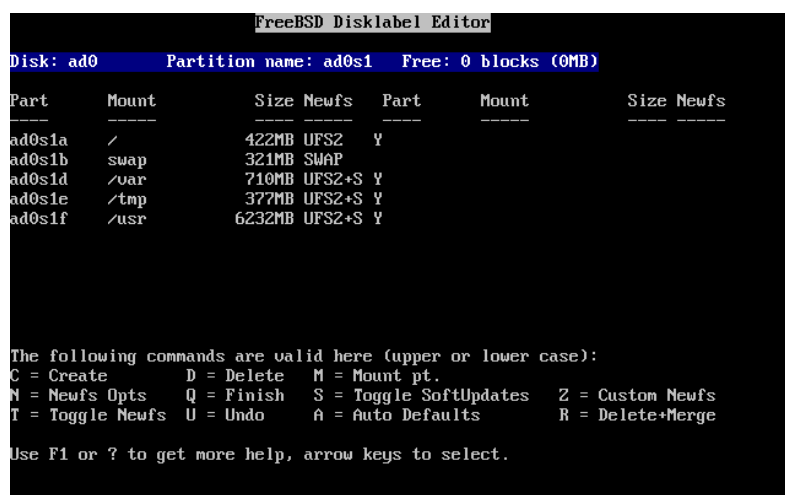 FreeBSD Disklabel Editor
Disk: ad0 Partition name: ad0s1 Free: 0 blocks (0MB)
Part Mount Size Newfs Part Mount Size Newfs
---- ----- ---- ----- ---- ----- ---- -----
ad0s1a / 422MB UFS2 Y
ad0s1b swap 321MB SWAP
ad0s1d /var 710MB UFS2+S Y
ad0s1e /tmp 377MB UFS2+S Y
ad0s1f /usr 6232MB UFS2+S Y
The following commands are valid here (upper or lower case):
C = Create D = Delete M = Mount pt.
N = Newfs Opts Q = Finish S = Toggle SoftUpdates Z = Custom Newfs
T = Toggle Newfs U = Undo A = Auto Defaults R = Delete+Merge
Use F1 or ? to get more help, arrow keys to select.